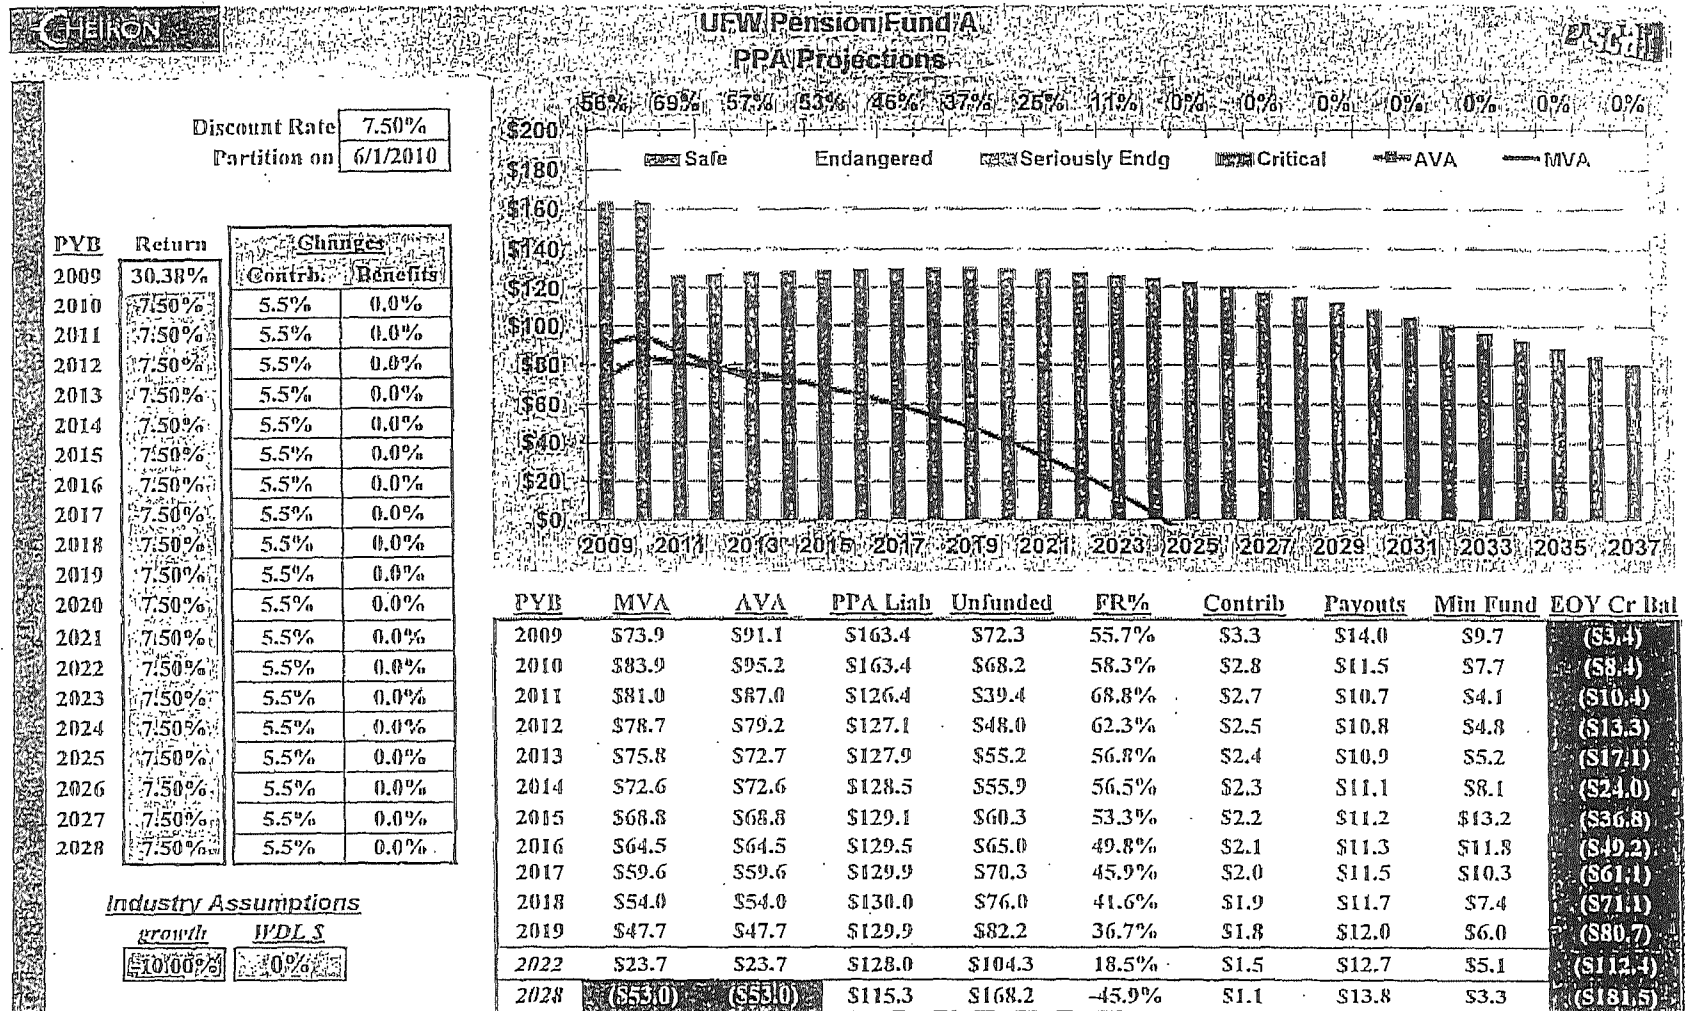 CHEIRON
UFW Pension Fund A
PPA Projections
Discount Rate 7.50%
Partition on 6/1/2010
PYB Return Changes
2009 30.38% Contrib. Benefits
2010 7.50% 5.5% 0.0%
2011 7.50% 5.5% 0.0%
2012 7.50% 5.5% 0.0%
2013 7.50% 5.5% 0.0%
2014 7.50% 5.5% 0.0%
2015 7.50% 5.5% 0.0%
2016 7.50% 5.5% 0.0%
2017 7.50% 5.5% 0.0%
2018 7.50% 5.5% 0.0%
2019 7.50% 5.5% 0.0%
2020 7.50% 5.5% 0.0%
2021 7.50% 5.5% 0.0%
2022 7.50% 5.5% 0.0%
2023 7.50% 5.5% 0.0%
2024 7.50% 5.5% 0.0%
2025 7.50% 5.5% 0.0%
2026 7.50% 5.5% 0.0%
2027 7.50% 5.5% 0.0%
2028 7.50% 5.5% 0.0%
Industry Assumptions
growth WDL $
-10.00% 0%
56% 69% 57% 53% 46% 37% 25% 11% 0% 0% 0% 0% 0% 0% 0%
Safe Endangered Seriously Endg Critical AVA MVA
$200
$180
$160
$140
$120
$100
$80
$60
$40
$20
$0
2009 2011 2013 2015 2017 2019 2021 2023 2025 2027 2029 2031 2033 2035 2037
PYB MVA AVA PPA Liab Unfunded FR% Contrib Payouts Min Fund EOY Cr Bal
2009 $73.9 $91.1 $163.4 $72.3 55.7% $3.3 $14.0 $9.7 ($3.4)
2010 $83.9 $95.2 $163.4 $68.2 58.3% $2.8 $11.5 $7.7 ($8.4)
2011 $81.0 $87.0 $126.4 $39.4 68.8% $2.7 $10.7 $4.1 ($10.4)
2012 $78.7 $79.2 $127.1 $48.0 62.3% $2.5 $10.8 $4.8 ($13.3)
2013 $75.8 $72.7 $127.9 $55.2 56.8% $2.4 $10.9 $5.2 ($17.1)
2014 $72.6 $72.6 $128.5 $55.9 56.5% $2.3 $11.1 $8.1 ($24.0)
2015 $68.8 $68.8 $129.1 $60.3 53.3% $2.2 $11.2 $13.2 ($36.8)
2016 $64.5 $64.5 $129.5 $65.0 49.8% $2.1 $11.3 $11.8 ($49.2)
2017 $59.6 $59.6 $129.9 $70.3 45.9% $2.0 $11.5 $10.3 ($61.1)
2018 $54.0 $54.0 $130.0 $76.0 41.6% $1.9 $11.7 $7.4 ($71.1)
2019 $47.7 $47.7 $129.9 $82.2 36.7% $1.8 $12.0 $6.0 ($80.7)
2022 $23.7 $23.7 $128.0 $104.3 18.5% $1.5 $12.7 $5.1 ($112.4)
2028 ($53.0) ($53.0) $115.3 $168.2 -45.9% $1.1 $13.8 $3.3 ($181.5)